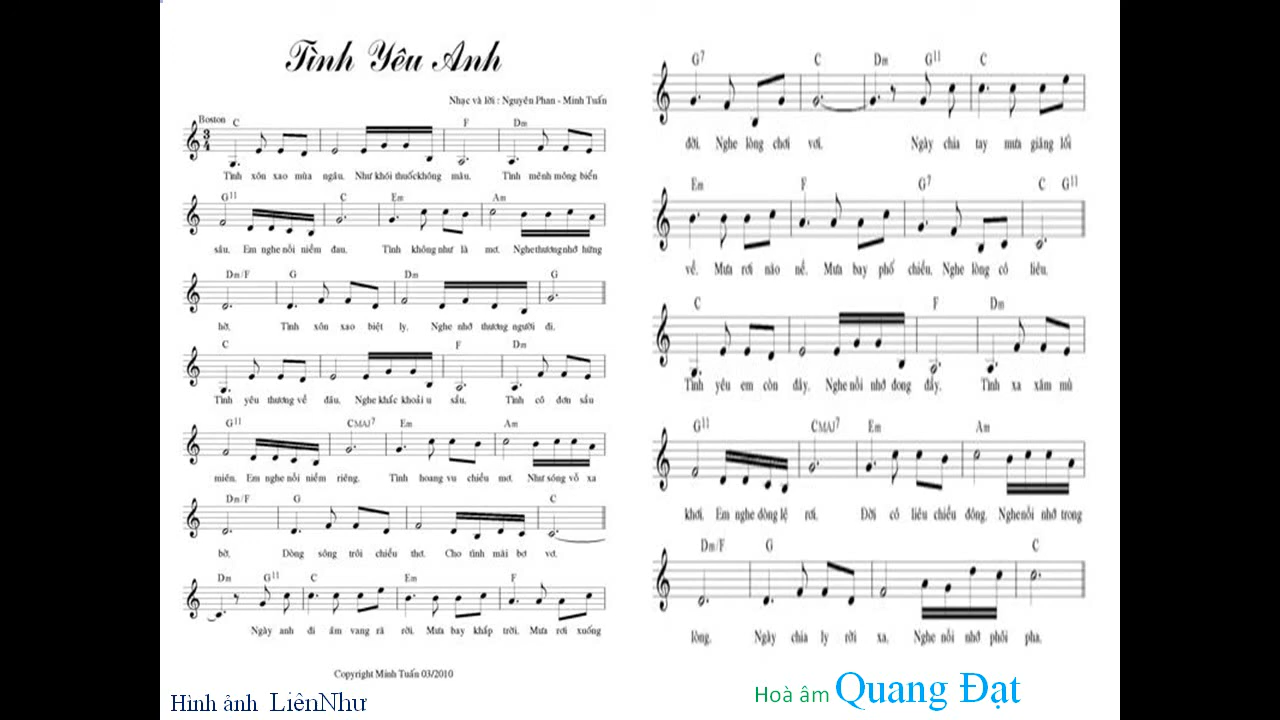 Tình Yêu Anh
Nhạc và lời : Nguyên Phan - Minh Tuấn
Boston
3
4
C F Dm
Tình xôn xao mùa ngâu. Như khói thuốckhông màu. Tình mênh mông biển
G11 C Em Am
sâu. Em nghe nỗi niềm đau. Tình không như là mơ. Nghethươngnhớ hững
Dm/F G Dm G
hờ. Tình xôn xao biệt ly. Nghe nhớ thương người đi.
C F Dm
Tình yêu thương về đâu. Nghe khắc khoải u sầu. Tình cô đơn sầu
G11 CMAJ7 Em Am
miên. Em nghe nỗi niềm riêng. Tình hoang vu chiều mơ. Như sóng vỗ xa
Dm/F G C
bờ. Dòng sông trôi chiều thơ. Cho tình mãi bơ vơ.
Dm G11 C Em F
Ngày anh đi âm vang rã rời. Mưa bay khắp trời. Mưa rơi xuống
Copyright Minh Tuấn 03/2010
Hình ảnh LiênNhư
G7 C Dm G11 C
đời. Nghe lòng chơi vơi. Ngày chia tay mưa giăng lối
Em F G7 C G11
về. Mưa rơi não nề. Mưa bay phố chiều. Nghe lòng cô liêu.
C F Dm
Tình yêu em còn đây. Nghe nỗi nhớ dong đầy. Tình xa xăm mù
G11 CMAJ7 Em Am
khơi. Em nghe dòng lệ rơi. Đời cô liêu chiều đông. Nghe nỗi nhớ trong
Dm/F G C
lòng. Ngày chia ly rời xa. Nghe nỗi nhớ phôi pha.
Hoà âm Quang Đạt